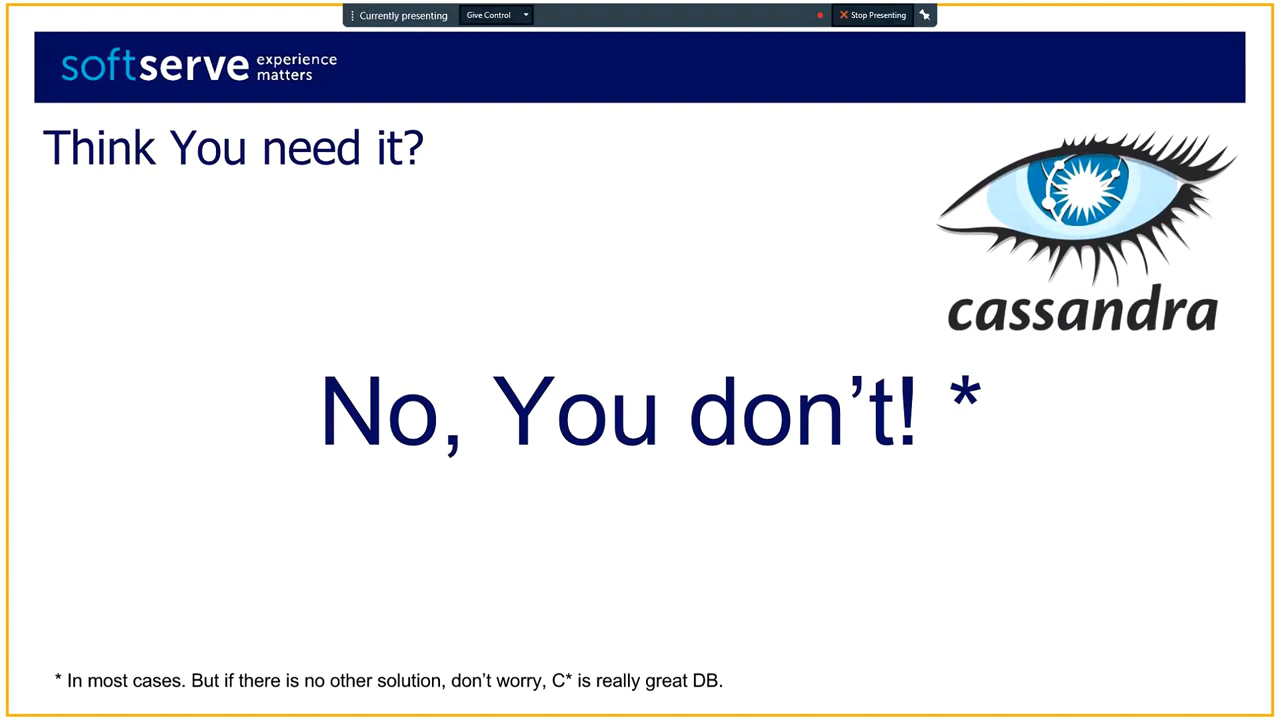 Currently presenting Give Control Stop Presenting
softserve experience matters
Think You need it?
cassandra
No, You don’t! *
* In most cases. But if there is no other solution, don’t worry, C* is really great DB.